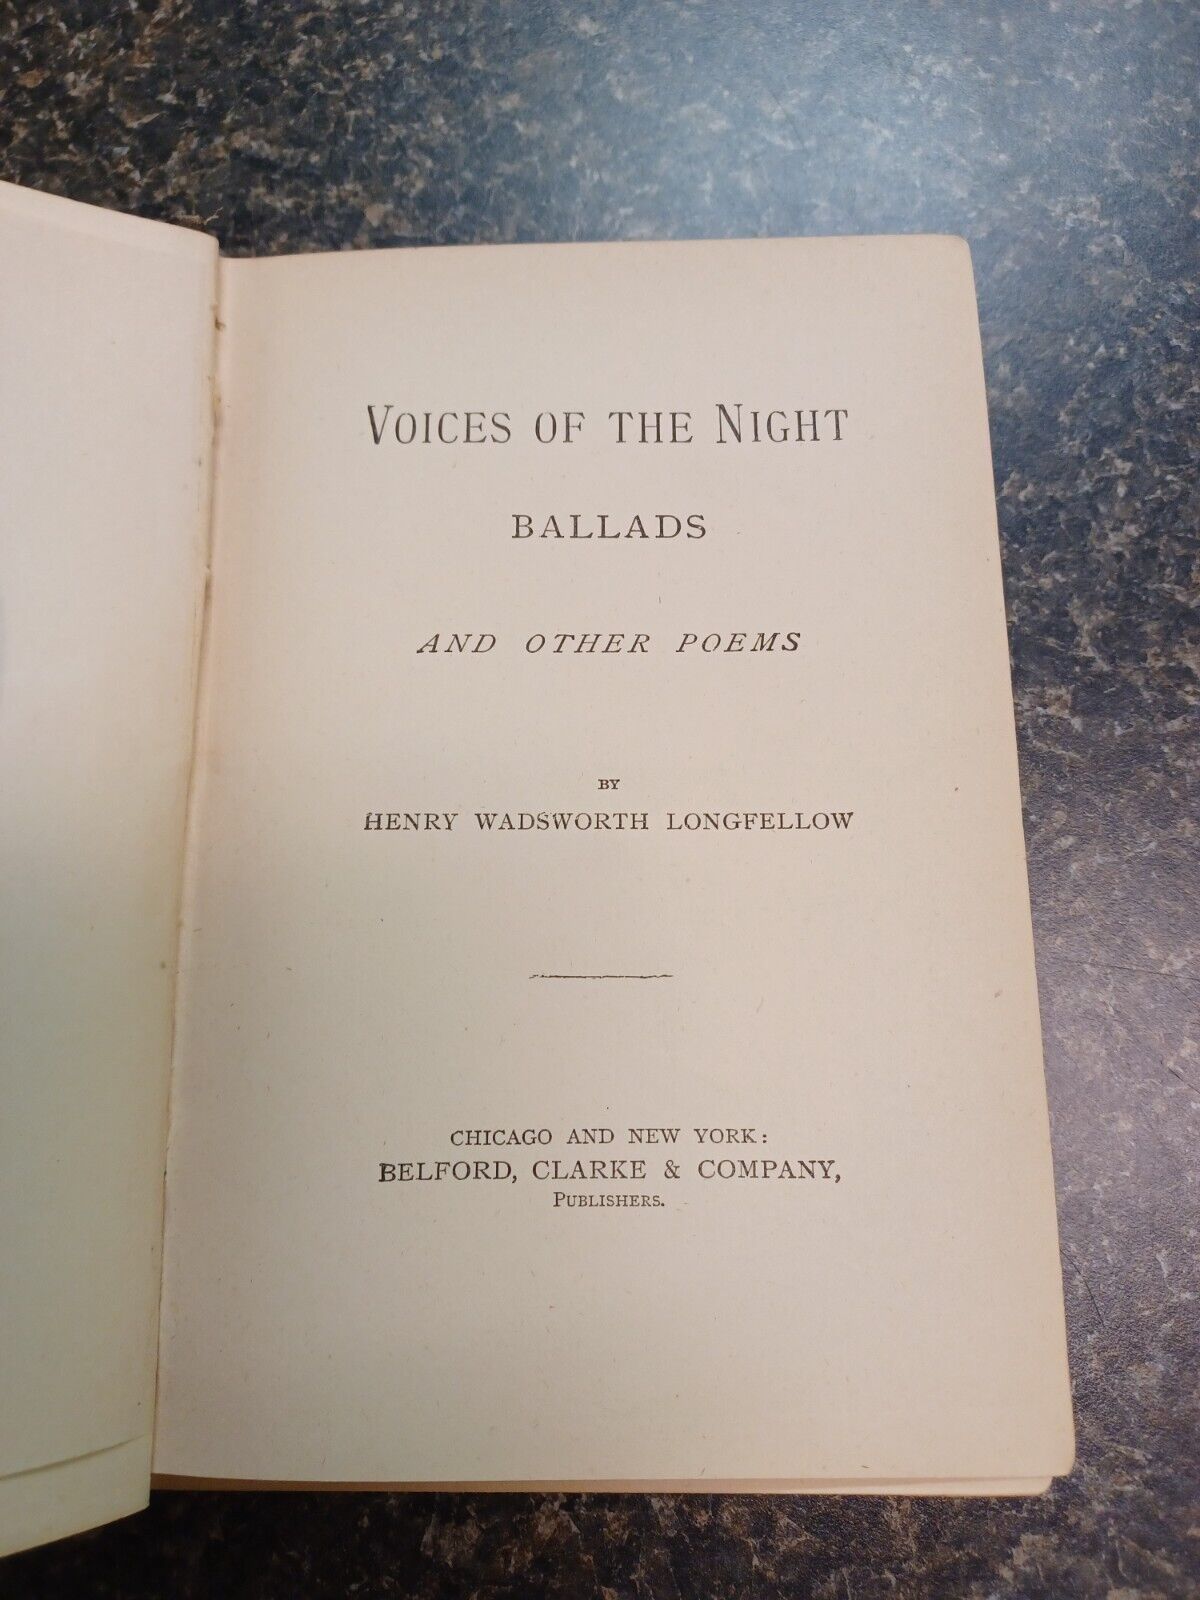 VOICES OF THE NIGHT
BALLADS
AND OTHER POEMS
BY
HENRY WADSWORTH LONGFELLOW
CHICAGO AND NEW YORK:
BELFORD, CLARKE & COMPANY,
PUBLISHERS.